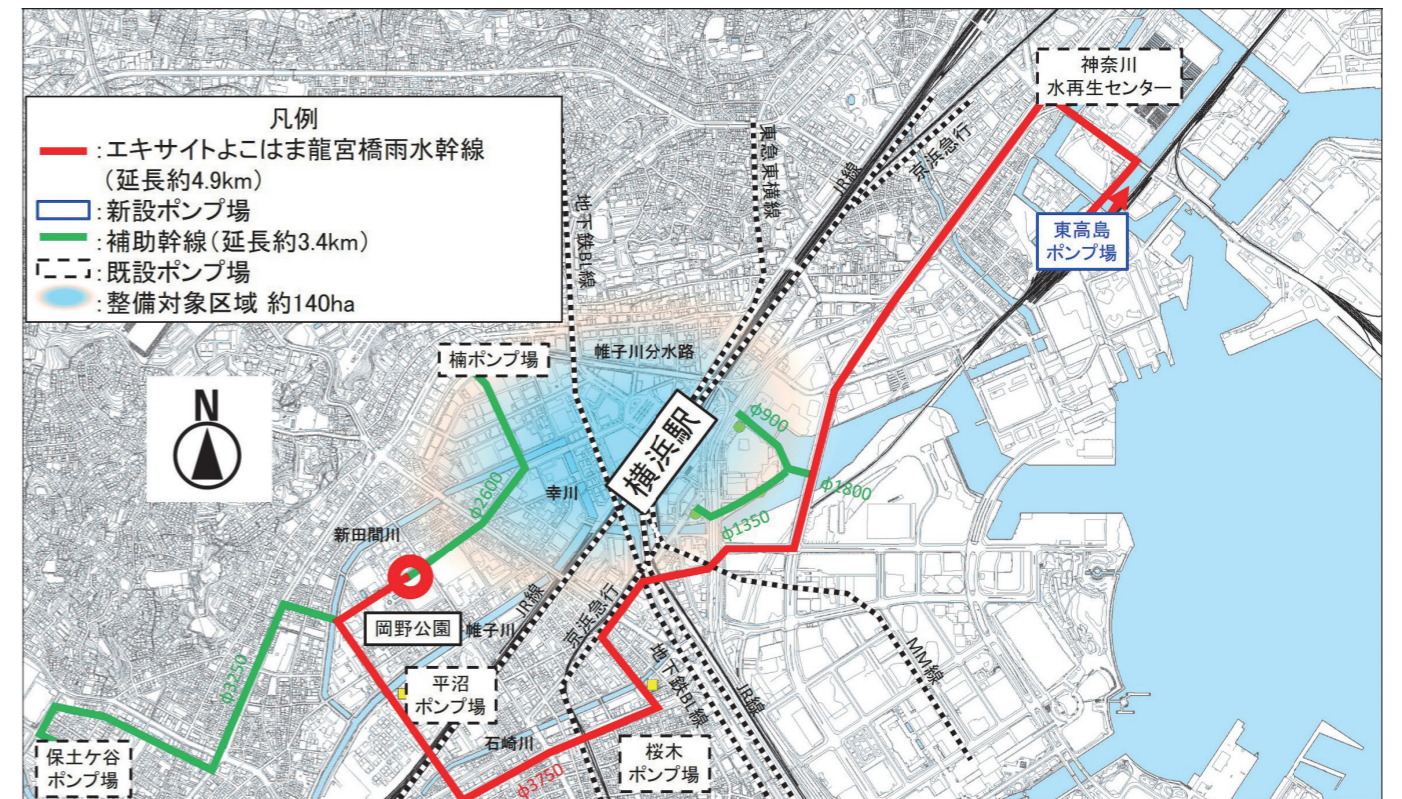 凡例
:エキサイトよこはま龍宮橋雨水幹線
(延長約4.9km)
:新設ポンプ場
:補助幹線(延長約3.4km)
:既設ポンプ場
:整備対象区域 約140ha
神奈川
水再生センター
東急東横線
JR線
京浜急行
地下鉄BL線
東高島
ポンプ場
楠ポンプ場
帷子川分水路
N
横浜駅
φ900
φ2600
幸川
φ1800
φ1350
新田間川
岡野公園
帷子川
JR線
京浜急行
地下鉄BL線
JR線
MM線
φ3250
平沼
ポンプ場
石崎川
桜木
ポンプ場
保土ケ谷
ポンプ場
φ3750